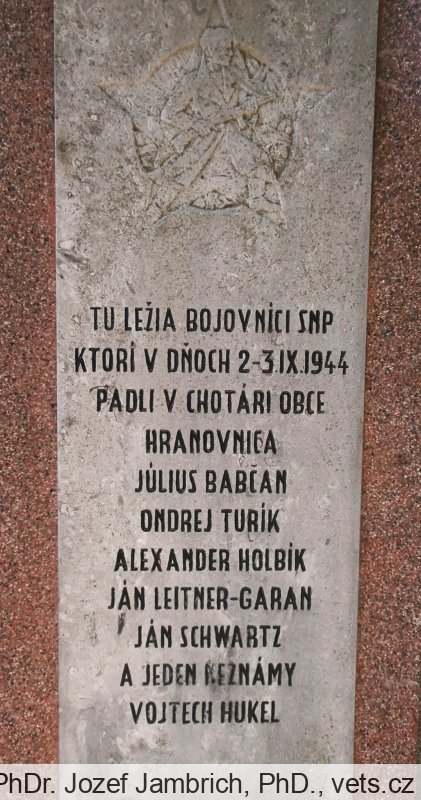 TU LEŽIA BOJOVNÍCI SNP
KTORÍ V DŇOCH 2-3.IX.1944
PADLI V CHOTÁRI OBCE
HRANOVNICA
JÚLIUS BABČAN
ONDREJ TURÍK
ALEXANDER HOLBÍK
JÁN LEITNER-GARAN
JÁN SCHWARTZ
A JEDEN NEZNÁMY
VOJTECH HUKEL
PhDr. Jozef Jambrich, PhD., vets.cz